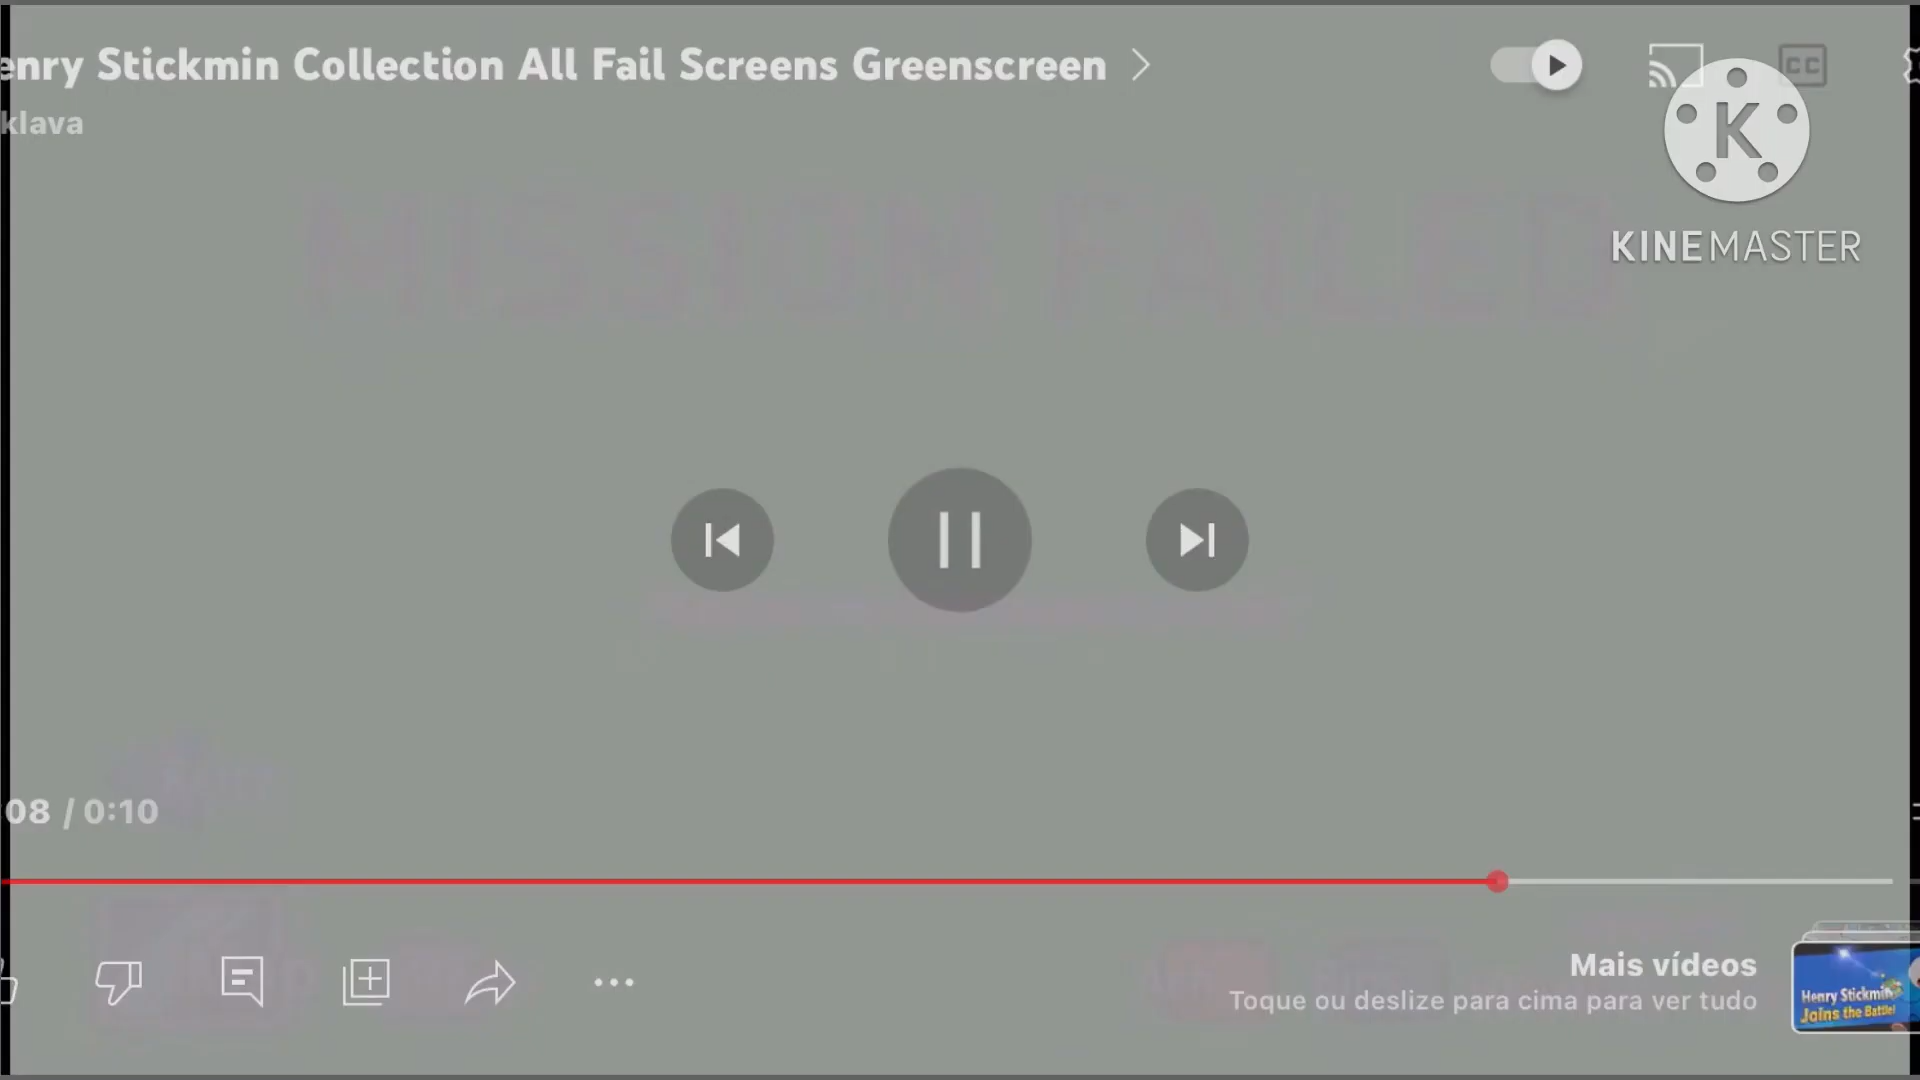 enry Stickmin Collection All Fail Screens Greenscreen
klava
CC
K
KINEMASTER
MISSION FAILED
08 / 0:10
Mais vídeos
Toque ou deslize para cima para ver tudo
Henry Stickmin
Joins the Battle!